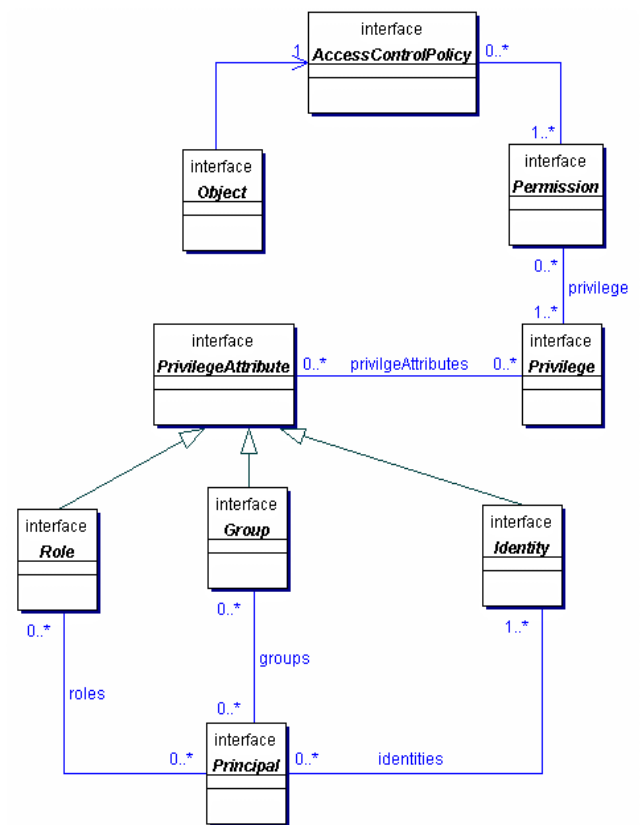 interface
AccessControlPolicy
1
0..*
1..*
interface
Object
interface
Permission
0..*
privilege
1..*
interface
PrivilegeAttribute
0..*
privilgeAttributes
0..*
interface
Privilege
interface
Role
interface
Group
interface
Identity
0..*
0..*
1..*
groups
roles
0..*
0..*
interface
Principal
0..*
identities